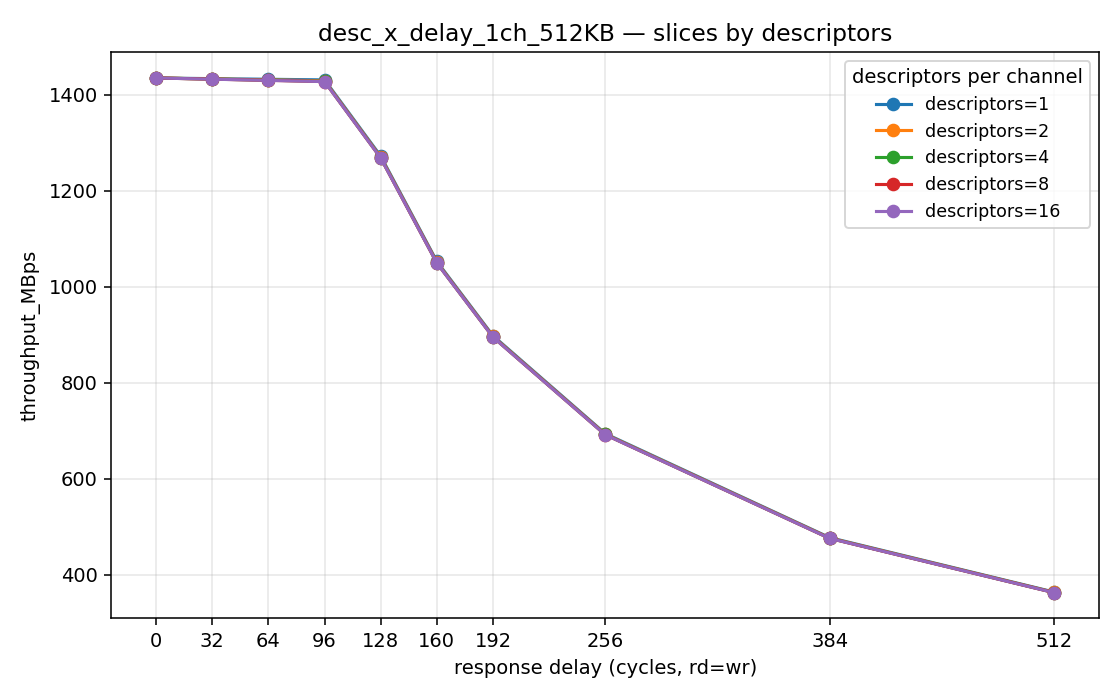 desc_x_delay_1ch_512KB — slices by descriptors
descriptors per channel
descriptors=1
descriptors=2
descriptors=4
descriptors=8
descriptors=16
throughput_MBps
1400
1200
1000
800
600
400
0 32 64 96 128 160 192 256 384 512
response delay (cycles, rd=wr)